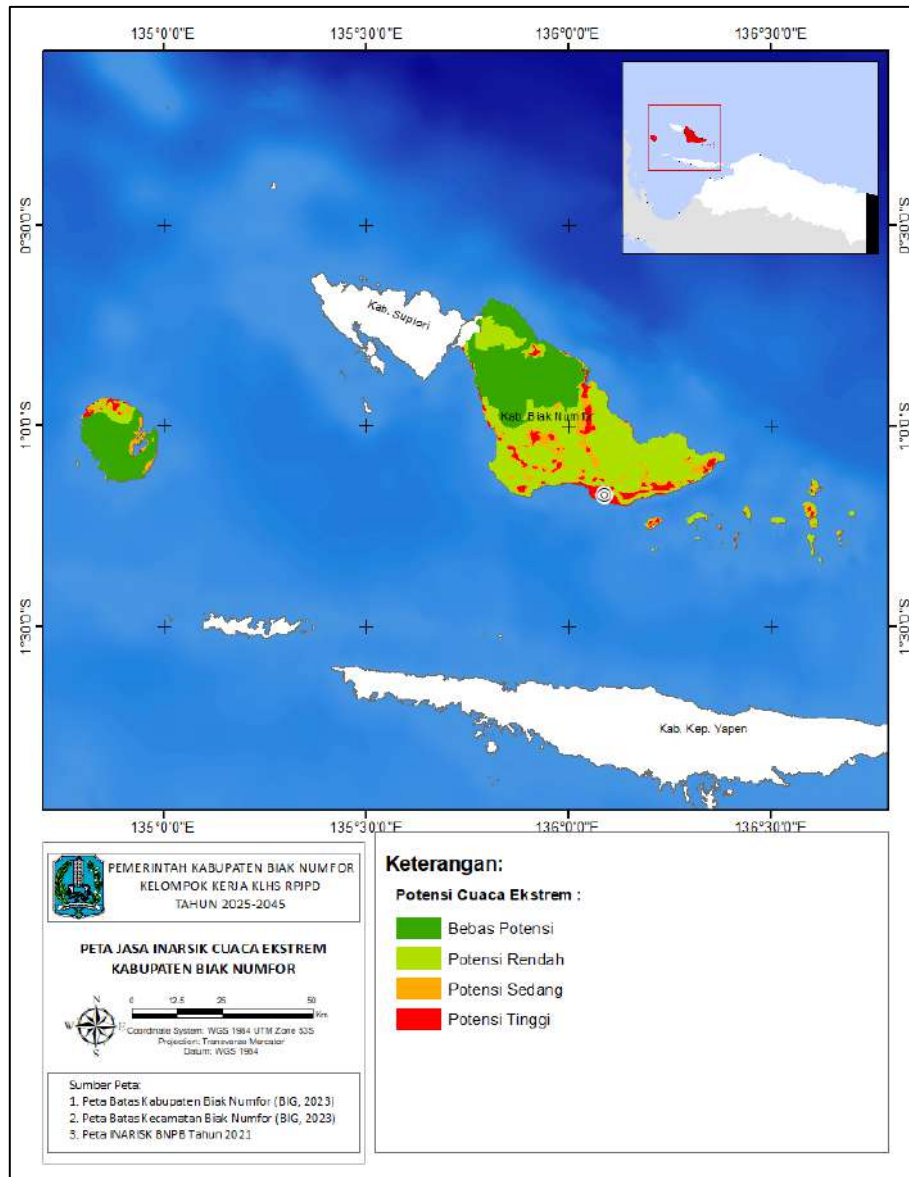 135°0'0"E 135°30'0"E 136°0'0"E 136°30'0"E
0°30'0"S 0°30'0"S
Kab. Supiori
Kab. Biak Numfor
1°0'0"S 1°0'0"S
1°30'0"S 1°30'0"S
Kab. Kep. Yapen
135°0'0"E 135°30'0"E 136°0'0"E 136°30'0"E
PEMERINTAH KABUPATEN BIAK NUMFOR
KELOMPOK KERJA KLHS RPJPD
TAHUN 2025-2045
PETA JASA INARSIK CUACA EKSTREM
KABUPATEN BIAK NUMFOR
N
W E
S
0 12.5 25 50
Km
Coordinate System: WGS 1984 UTM Zone 53S
Projection: Transverse Mercator
Datum: WGS 1984
Sumber Peta:
1. Peta Batas Kabupaten Biak Numfor (BIG, 2023)
2. Peta Batas Kecamatan Biak Numfor (BIG, 2023)
3. Peta INARISK BNPB Tahun 2021
Keterangan:
Potensi Cuaca Ekstrem :
Bebas Potensi
Potensi Rendah
Potensi Sedang
Potensi Tinggi